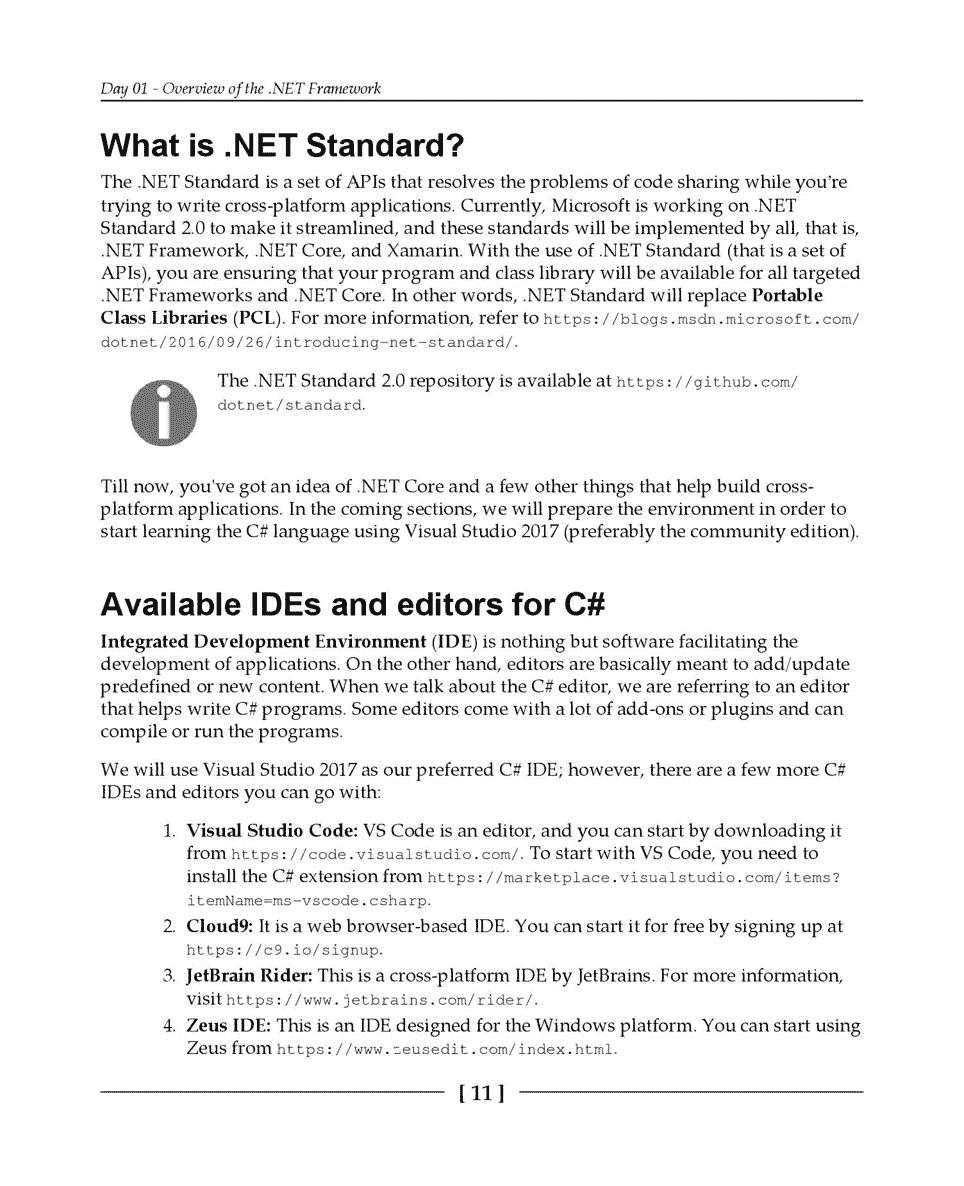 Day 01 - Overview of the .NET Framework
What is .NET Standard?
The .NET Standard is a set of APIs that resolves the problems of code sharing while you’re
trying to write cross-platform applications. Currently, Microsoft is working on .NET
Standard 2.0 to make it streamlined, and these standards will be implemented by all, that is,
.NET Framework, .NET Core, and Xamarin. With the use of .NET Standard (that is a set of
APIs), you are ensuring that your program and class library will be available for all targeted
.NET Frameworks and .NET Core. In other words, .NET Standard will replace Portable
Class Libraries (PCL). For more information, refer to https://blogs.msdn.microsoft.com/
dotnet/2016/09/26/introducing-net-standard/.
The .NET Standard 2.0 repository is available at https://github.com/
dotnet/standard.
Till now, you've got an idea of .NET Core and a few other things that help build cross-
platform applications. In the coming sections, we will prepare the environment in order to
start learning the C# language using Visual Studio 2017 (preferably the community edition).
Available IDEs and editors for C#
Integrated Development Environment (IDE) is nothing but software facilitating the
development of applications. On the other hand, editors are basically meant to add/update
predefined or new content. When we talk about the C# editor, we are referring to an editor
that helps write C# programs. Some editors come with a lot of add-ons or plugins and can
compile or run the programs.
We will use Visual Studio 2017 as our preferred C# IDE; however, there are a few more C#
IDEs and editors you can go with:
1. Visual Studio Code: VS Code is an editor, and you can start by downloading it
from https://code.visualstudio.com/. To start with VS Code, you need to
install the C# extension from https://marketplace.visualstudio.com/items?
itemName=ms-vscode.csharp.
2. Cloud9: It is a web browser-based IDE. You can start it for free by signing up at
https://c9.io/signup.
3. JetBrain Rider: This is a cross-platform IDE by JetBrains. For more information,
visit https://www.jetbrains.com/rider/.
4. Zeus IDE: This is an IDE designed for the Windows platform. You can start using
Zeus from https://www.zeusedit.com/index.html.
[ 11 ]